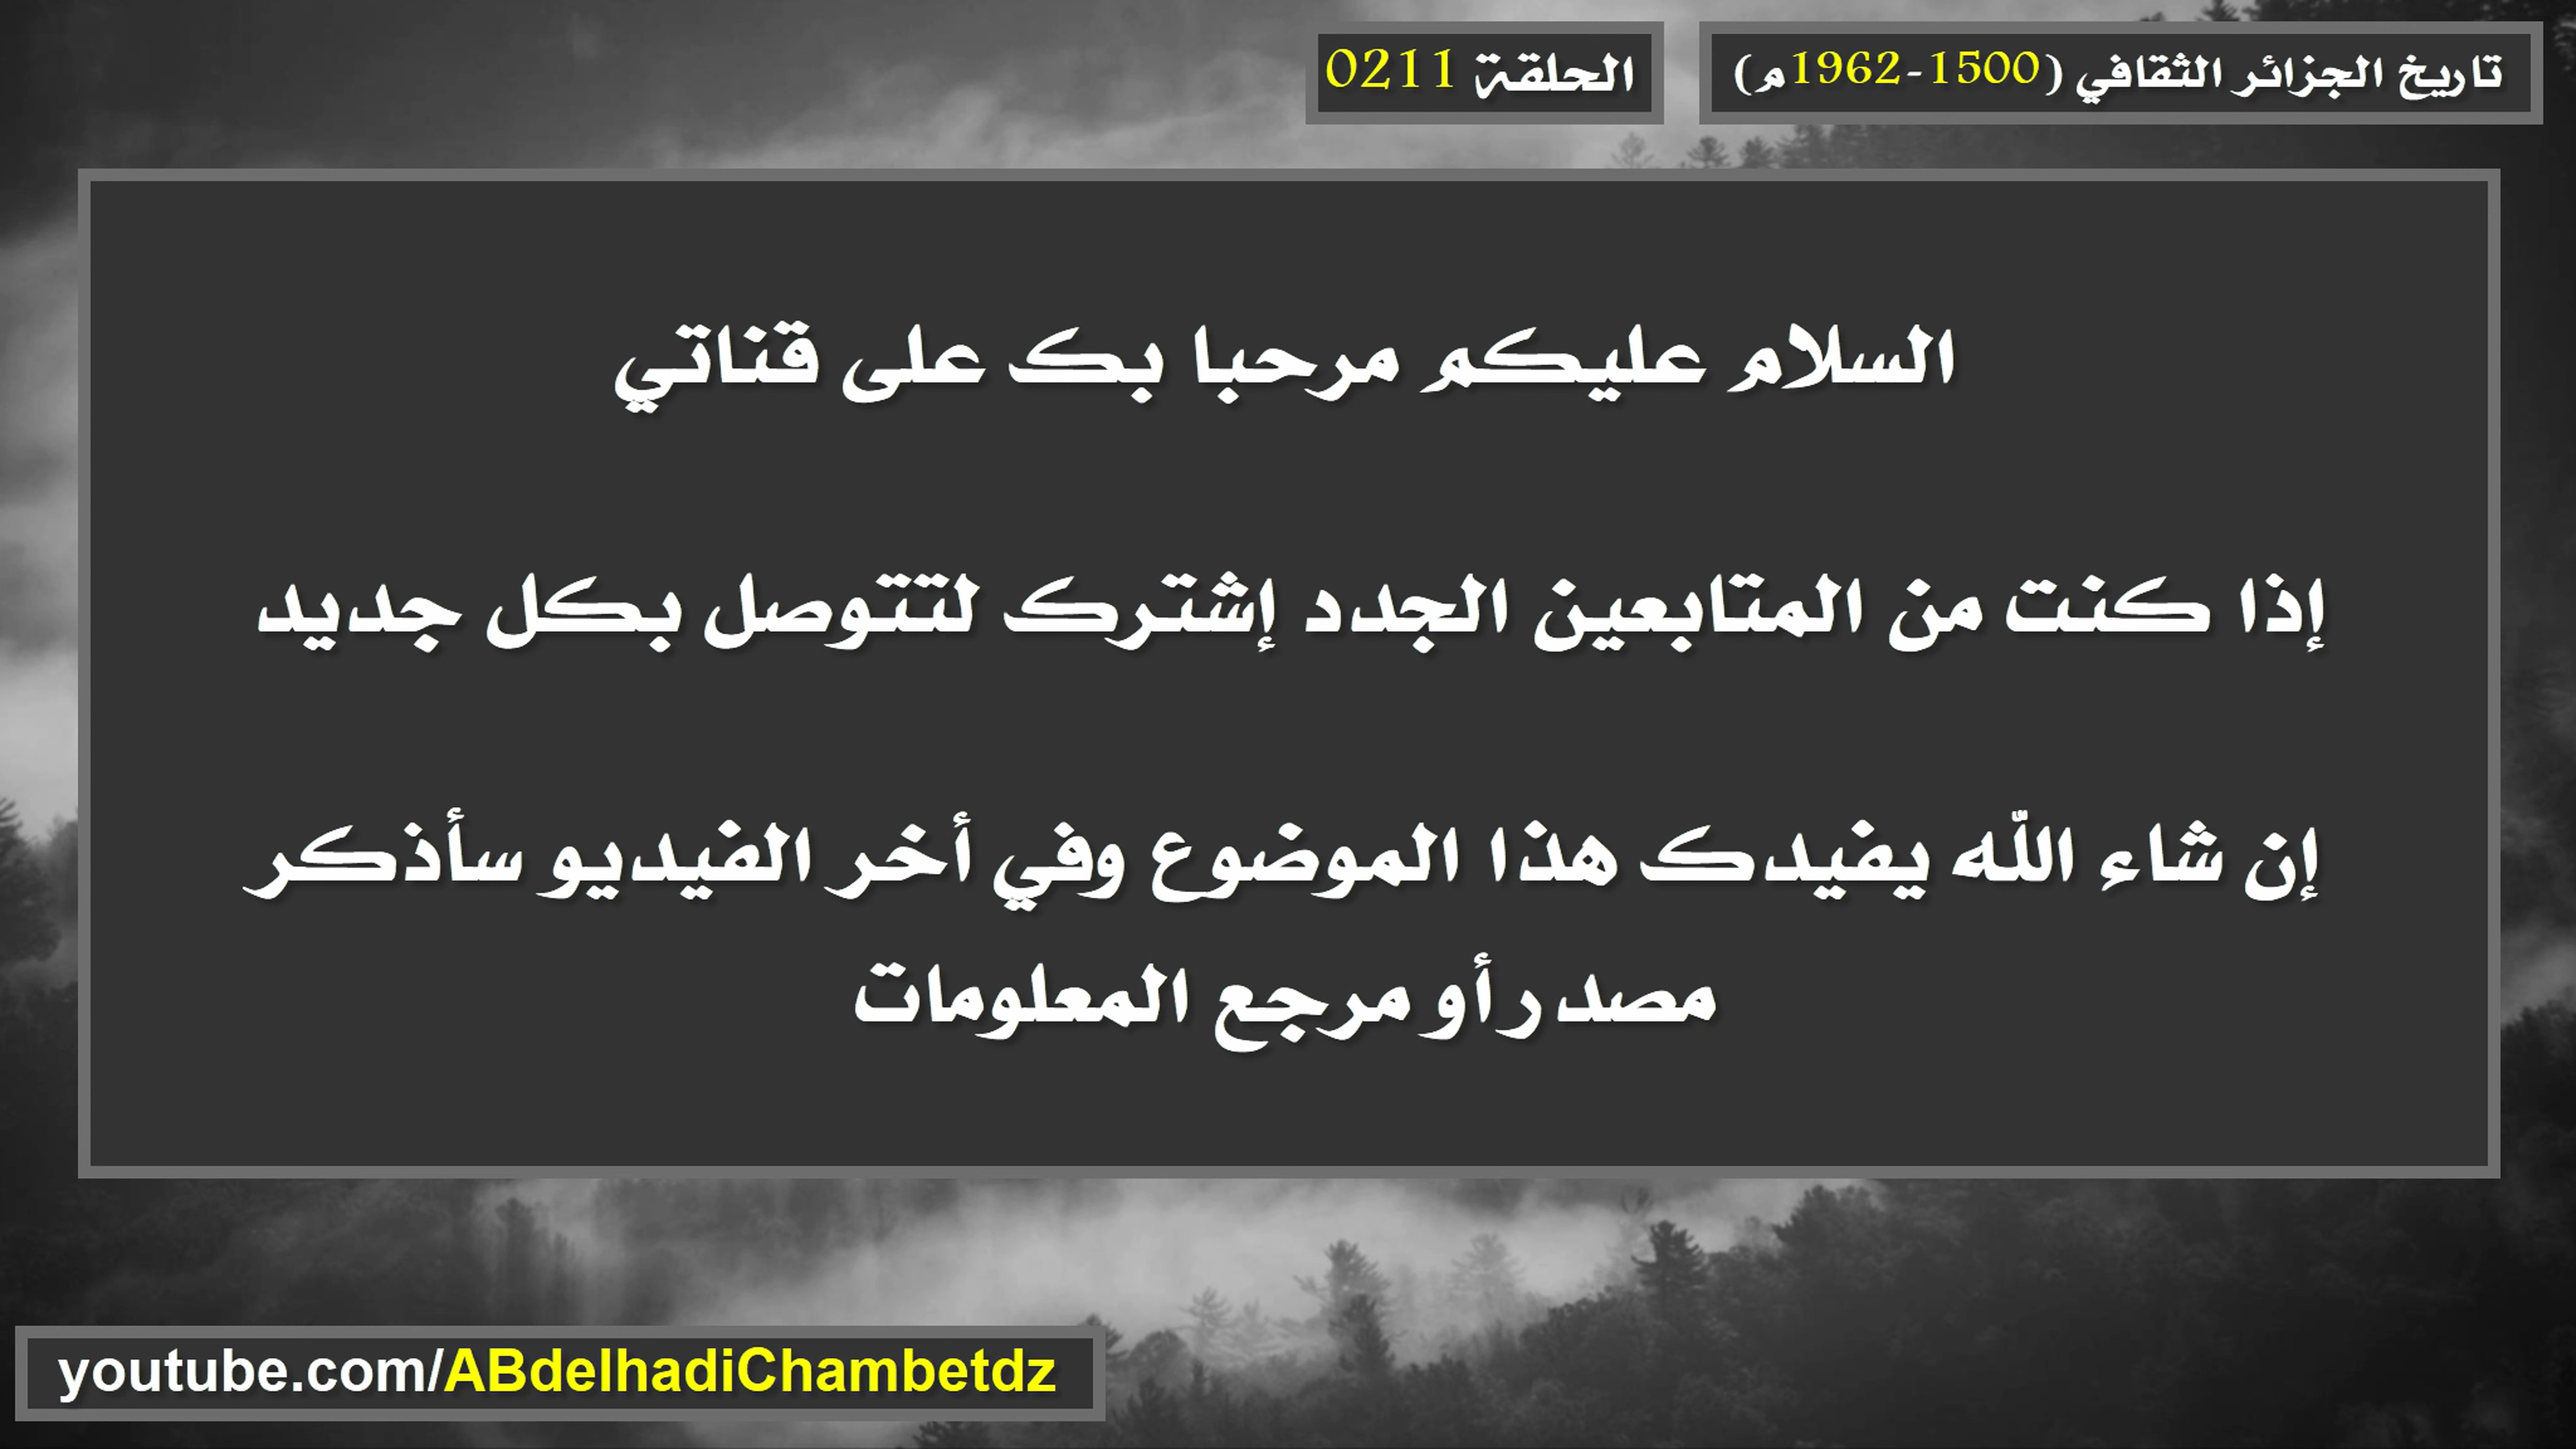 تاريخ الجزائر الثقافي (1500-1962م)
الحلقة 0211
السلام عليكم مرحبا بك على قناتي
إذا كنت من المتابعين الجدد إشترك لتتوصل بكل جديد
إن شاء الله يفيدك هذا الموضوع وفي أخر الفيديو سأذكر
مصدر أو مرجع المعلومات
youtube.com/ABdelhadiChambetdz